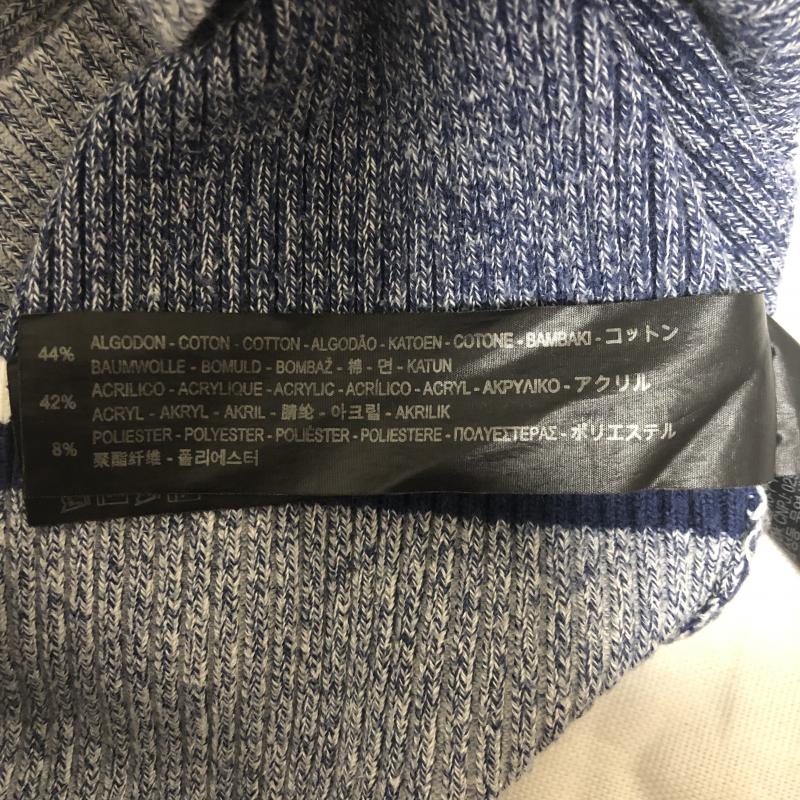 44% ALGODON - COTON - COTTON - ALGODÃO - KATOEN - COTONE - BAMBAKI - コットン
BAUMWOLLE - BOMULD - BOMBAŽ - 棉 - 면 - KATUN
42% ACRILICO - ACRYLIQUE - ACRYLIC - ACRÍLICO - ACRYL - ΑΚΡΥΛΙΚΟ - アクリル
ACRYL - AKRYL - AKRIL - 腈纶 - 아크릴 - AKRILIK
8% POLIESTER - POLYESTER - POLIÉSTER - POLIESTERE - ΠΟΛΥΕΣΤΕΡΑΣ - ポリエステル
聚酯纤维 - 폴리에스터